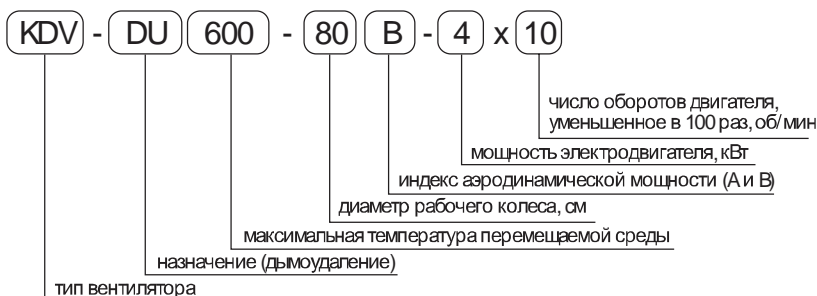 KDV - DU 600 - 80 B - 4 x 10
число оборотов двигателя,
уменьшенное в 100 раз, об/мин
мощность электродвигателя, кВт
индекс аэродинамической мощности (А и В)
диаметр рабочего колеса, см
максимальная температура перемещаемой среды
назначение (дымоудаление)
тип вентилятора